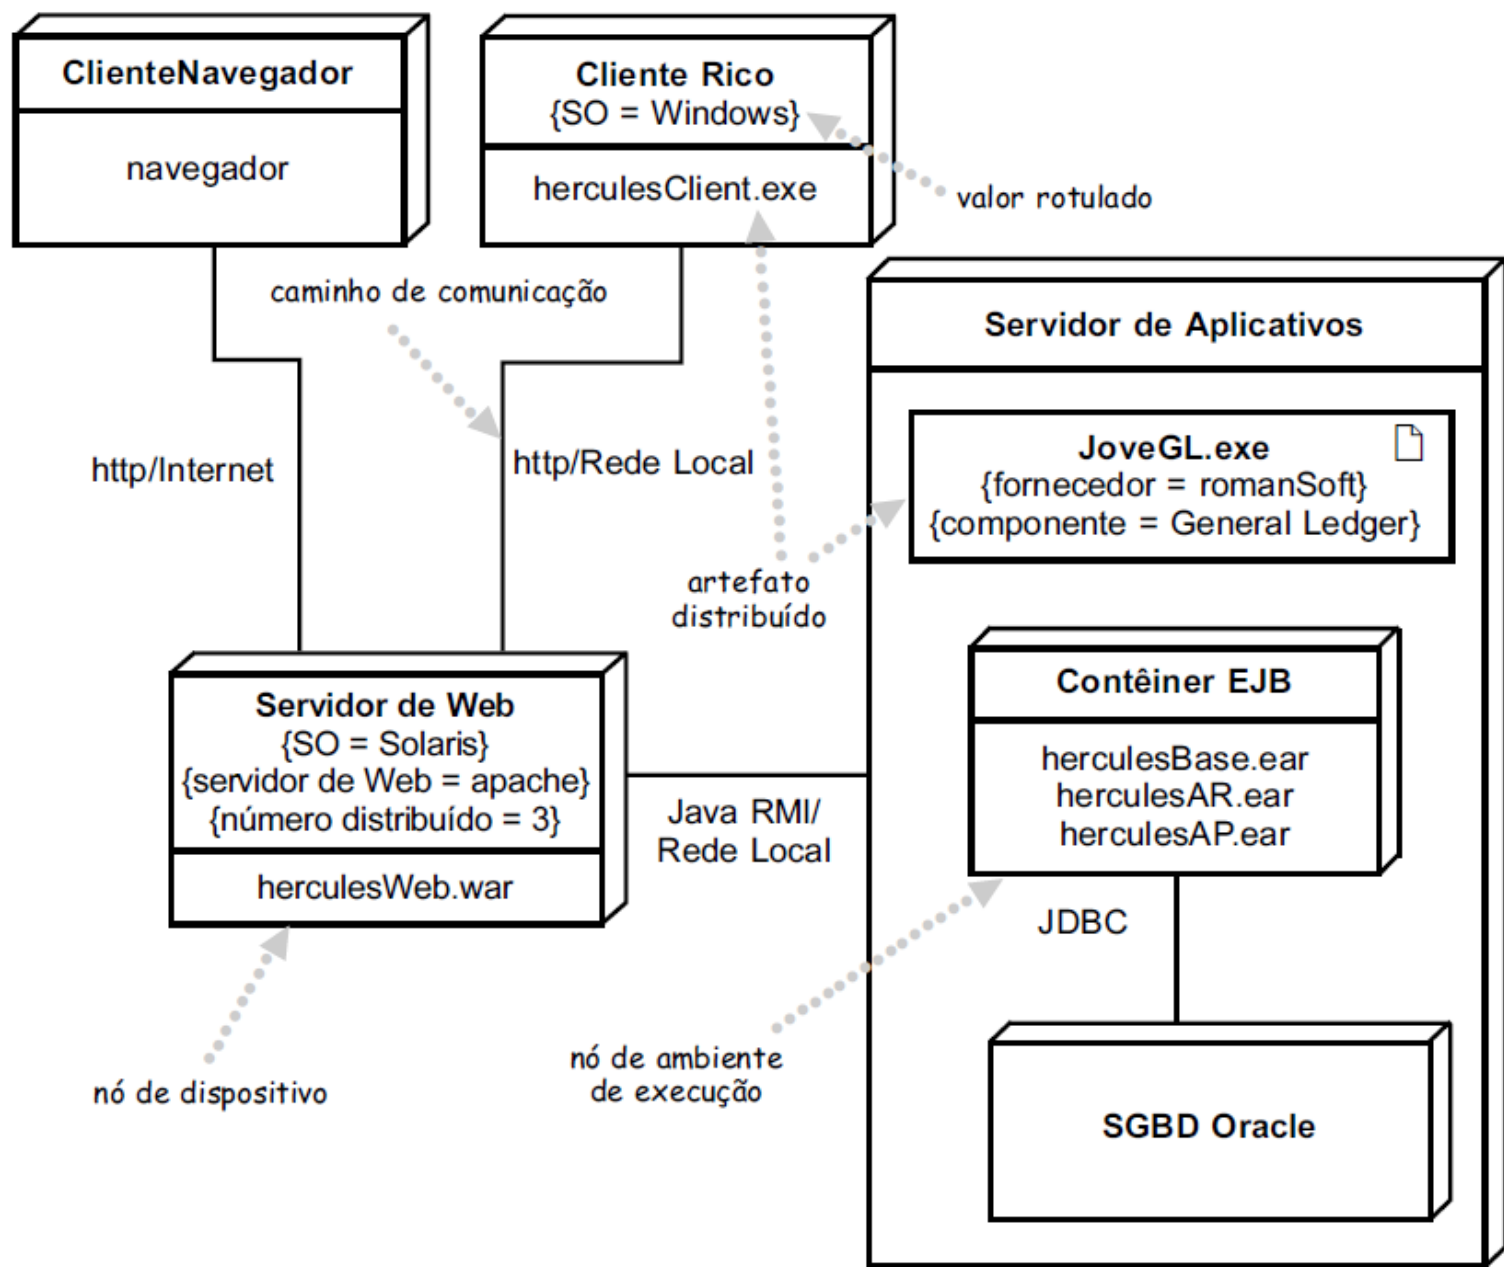 ClienteNavegador
navegador
Cliente Rico
{SO = Windows}
herculesClient.exe
valor rotulado
caminho de comunicação
Servidor de Aplicativos
JoveGL.exe
{fornecedor = romanSoft}
{componente = General Ledger}
http/Internet
http/Rede Local
artefato
distribuído
Servidor de Web
{SO = Solaris}
{servidor de Web = apache}
{número distribuído = 3}
herculesWeb.war
Java RMI/
Rede Local
Contêiner EJB
herculesBase.ear
herculesAR.ear
herculesAP.ear
JDBC
nó de dispositivo
nó de ambiente
de execução
SGBD Oracle